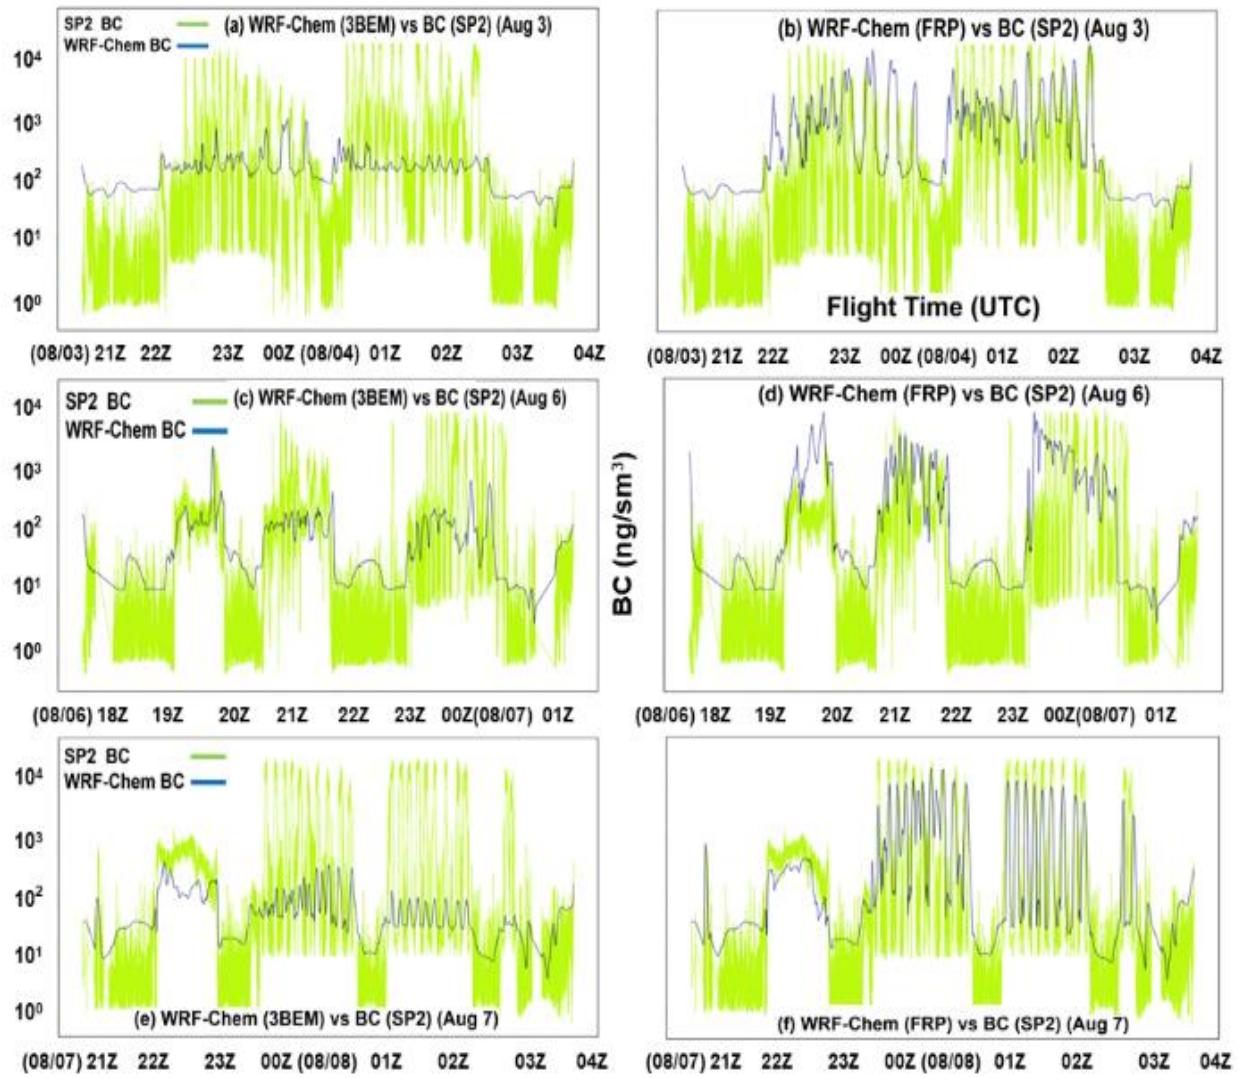 SP2 BC
WRF-Chem BC
(a) WRF-Chem (3BEM) vs BC (SP2) (Aug 3)
10⁴
10³
10²
10¹
10⁰
(08/03) 21Z 22Z 23Z 00Z (08/04) 01Z 02Z 03Z 04Z
(b) WRF-Chem (FRP) vs BC (SP2) (Aug 3)
Flight Time (UTC)
(08/03) 21Z 22Z 23Z 00Z (08/04) 01Z 02Z 03Z 04Z
SP2 BC
WRF-Chem BC
(c) WRF-Chem (3BEM) vs BC (SP2) (Aug 6)
10⁴
10³
10²
10¹
10⁰
(08/06) 18Z 19Z 20Z 21Z 22Z 23Z 00Z(08/07) 01Z
BC (ng/sm³)
(d) WRF-Chem (FRP) vs BC (SP2) (Aug 6)
(08/06) 18Z 19Z 20Z 21Z 22Z 23Z 00Z(08/07) 01Z
SP2 BC
WRF-Chem BC
10⁴
10³
10²
10¹
10⁰
(e) WRF-Chem (3BEM) vs BC (SP2) (Aug 7)
(08/07) 21Z 22Z 23Z 00Z (08/08) 01Z 02Z 03Z 04Z
(f) WRF-Chem (FRP) vs BC (SP2) (Aug 7)
(08/07) 21Z 22Z 23Z 00Z (08/08) 01Z 02Z 03Z 04Z